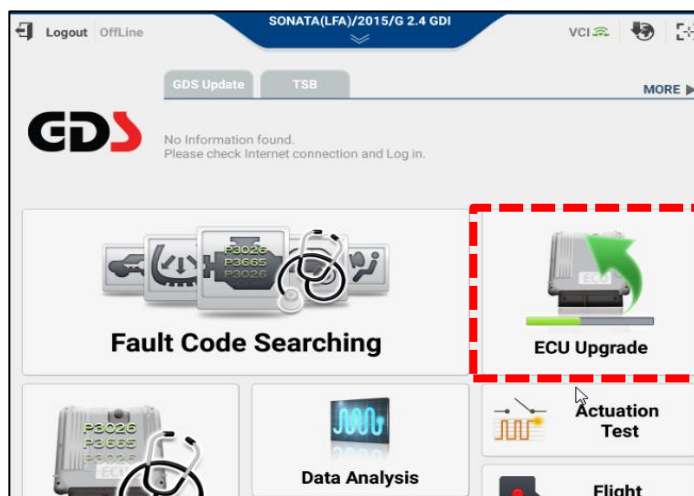 SONATA(LFA)/2015/G 2.4 GDI
Logout OffLine
VCI
GDS Update
TSB
MORE
GDS
No Information found.
Please check Internet connection and Log in.
P3026
P3665
P3026
ECU
Fault Code Searching
ECU Upgrade
P3026
P3665
P3026
ECU
Data Analysis
Actuation
Test
Flight